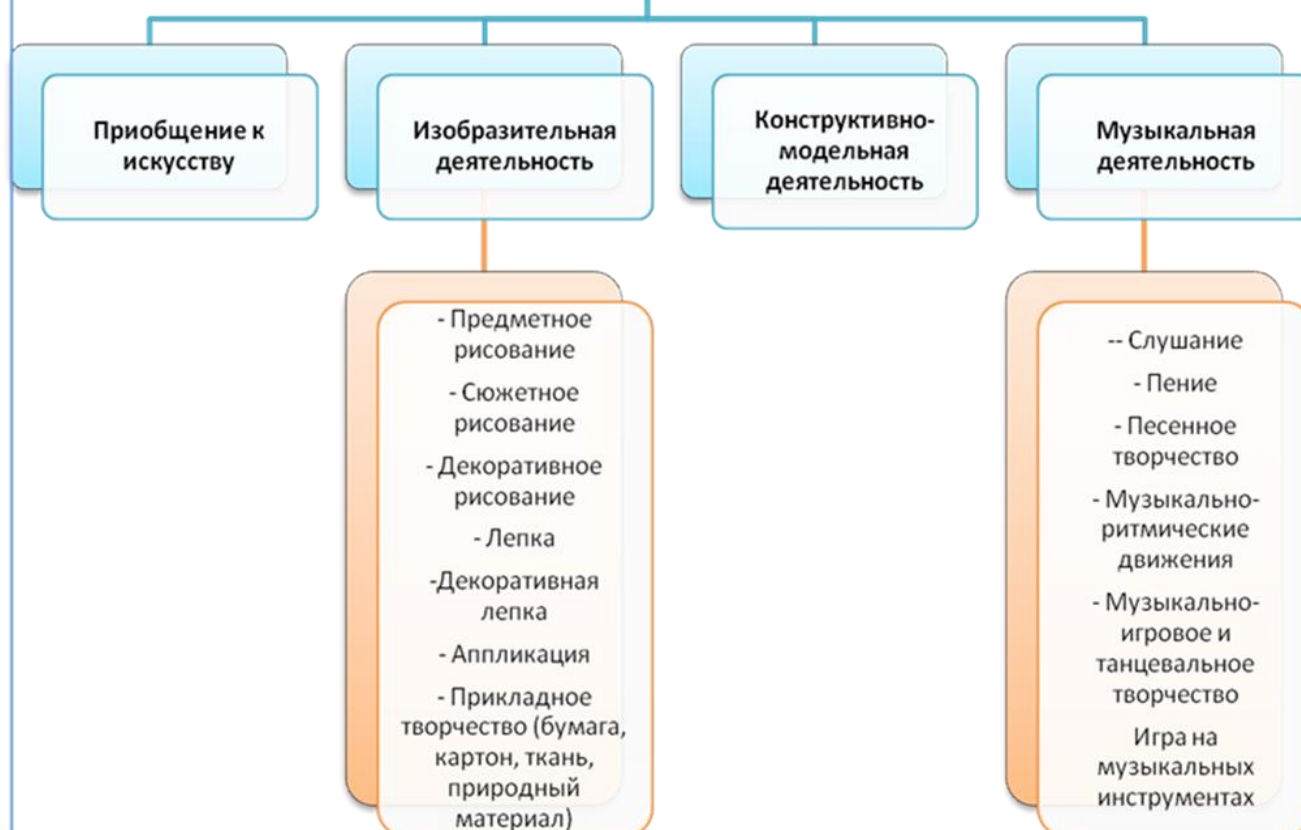 Приобщение к
искусству
Изобразительная
деятельность
Конструктивно-
модельная
деятельность
Музыкальная
деятельность
- Предметное
рисование
- Сюжетное
рисование
- Декоративное
рисование
- Лепка
-Декоративная
лепка
- Аппликация
- Прикладное
творчество (бумага,
картон, ткань,
природный
материал)
-- Слушание
- Пение
- Песенное
творчество
- Музыкально-
ритмические
движения
- Музыкально-
игровое и
танцевальное
творчество
Игра на
музыкальных
инструментах